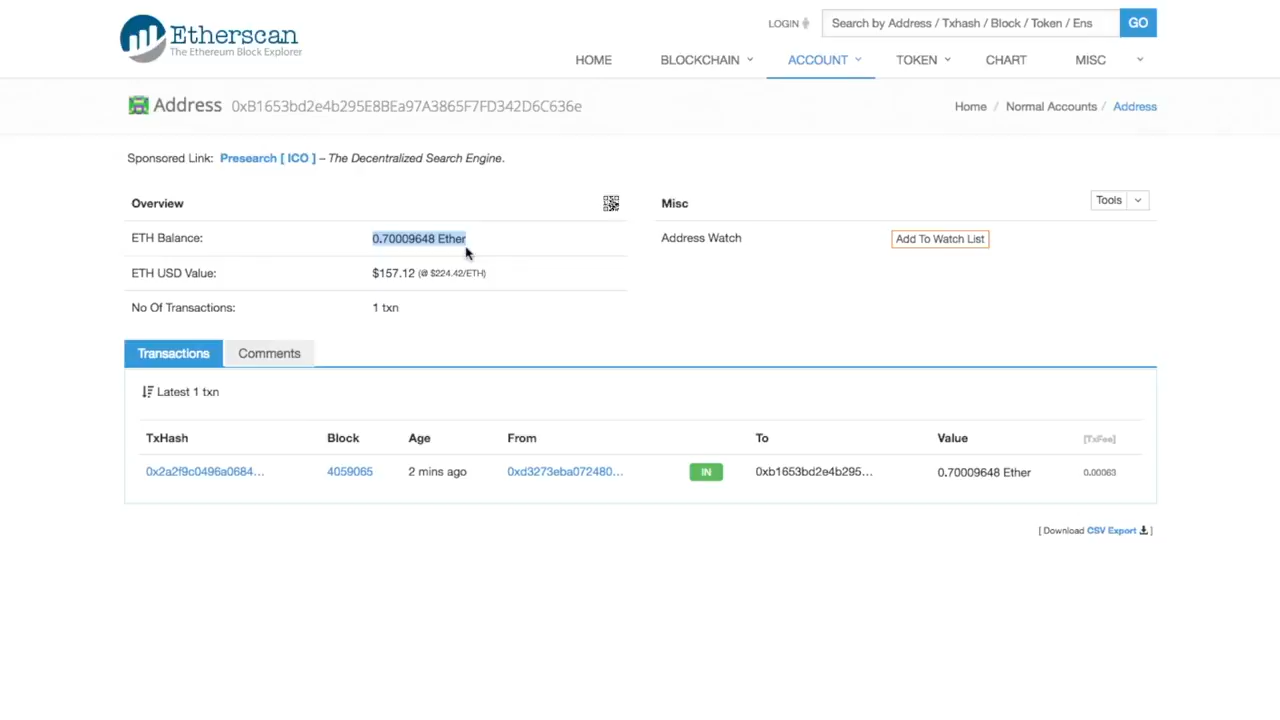 Etherscan
The Ethereum Block Explorer
LOGIN
Search by Address / Txhash / Block / Token / Ens
GO
HOME BLOCKCHAIN ACCOUNT TOKEN CHART MISC
Address 0xB1653bd2e4b295E8BEa97A3865F7FD342D6C636e
Home / Normal Accounts / Address
Sponsored Link: Presearch [ ICO ] – The Decentralized Search Engine.
Overview
ETH Balance: 0.70009648 Ether
ETH USD Value: $157.12 (@ $224.42/ETH)
No Of Transactions: 1 txn
Misc
Tools
Address Watch Add To Watch List
Transactions Comments
Latest 1 txn
TxHash Block Age From To Value [TxFee]
0x2a2f9c0496a0684... 4059065 2 mins ago 0xd3273eba072480... IN 0xb1653bd2e4b295... 0.70009648 Ether 0.00063
[ Download CSV Export ]